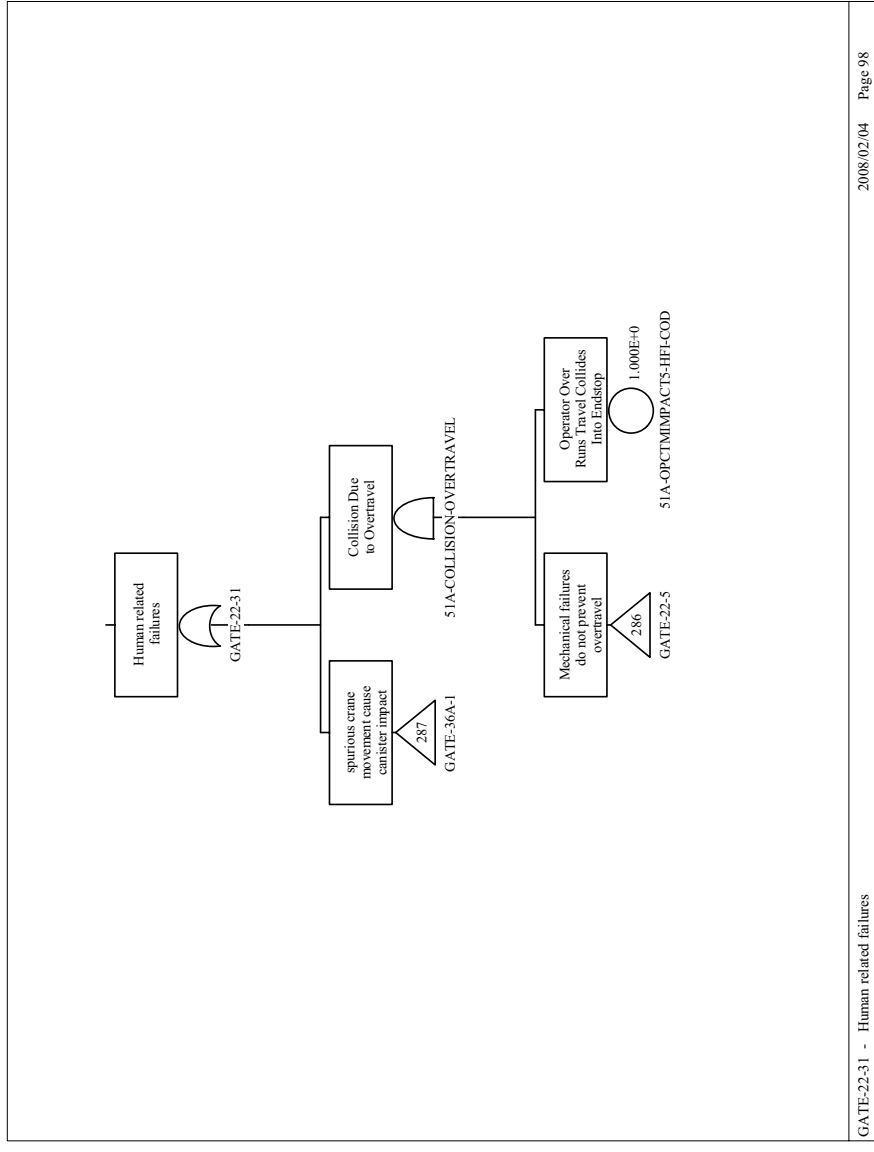 Human related
failures
GATE-22-31
spurious crane
movement cause
canister impact
287
GATE-36A-1
Collision Due
to Overtravel
51A-COLLISION-OVERTRAVEL
Mechanical failures
do not prevent
overtravel
286
GATE-22-5
Operator Over
Runs Travel Collides
Into Endstop
1.000E+0
51A-OPCTMIMPACT5-HFI-COD
GATE-22-31 - Human related failures
2008/02/04 Page 98